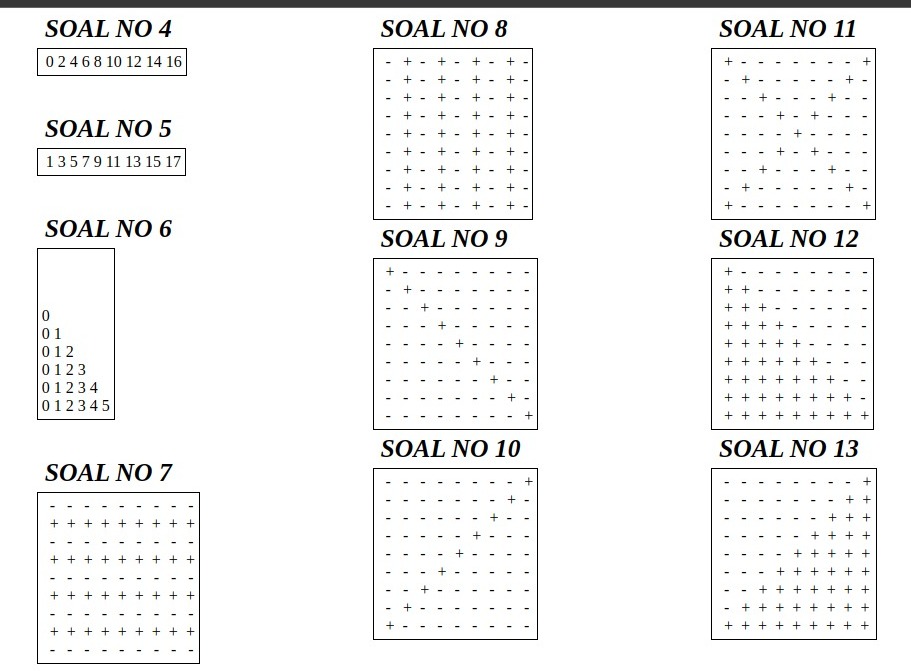 SOAL NO 4
0 2 4 6 8 10 12 14 16
SOAL NO 5
1 3 5 7 9 11 13 15 17
SOAL NO 6
0
0 1
0 1 2
0 1 2 3
0 1 2 3 4
0 1 2 3 4 5
SOAL NO 7
- - - - - - - - -
+ + + + + + + + +
- - - - - - - - -
+ + + + + + + + +
- - - - - - - - -
+ + + + + + + + +
- - - - - - - - -
+ + + + + + + + +
- - - - - - - - -
SOAL NO 8
- + - + - + - + -
- + - + - + - + -
- + - + - + - + -
- + - + - + - + -
- + - + - + - + -
- + - + - + - + -
- + - + - + - + -
- + - + - + - + -
- + - + - + - + -
SOAL NO 9
+ - - - - - - - -
- + - - - - - - -
- - + - - - - - -
- - - + - - - - -
- - - - + - - - -
- - - - - + - - -
- - - - - - + - -
- - - - - - - + -
- - - - - - - - +
SOAL NO 10
- - - - - - - - +
- - - - - - - + -
- - - - - - + - -
- - - - - + - - -
- - - - + - - - -
- - - + - - - - -
- - + - - - - - -
- + - - - - - - -
+ - - - - - - - -
SOAL NO 11
+ - - - - - - - +
- + - - - - - + -
- - + - - - + - -
- - - + - + - - -
- - - - + - - - -
- - - + - + - - -
- - + - - - + - -
- + - - - - - + -
+ - - - - - - - +
SOAL NO 12
+ - - - - - - - -
+ + - - - - - - -
+ + + - - - - - -
+ + + + - - - - -
+ + + + + - - - -
+ + + + + + - - -
+ + + + + + + - -
+ + + + + + + + -
+ + + + + + + + +
SOAL NO 13
- - - - - - - - +
- - - - - - - + +
- - - - - - + + +
- - - - - + + + +
- - - - + + + + +
- - - + + + + + +
- - + + + + + + +
- + + + + + + + +
+ + + + + + + + +